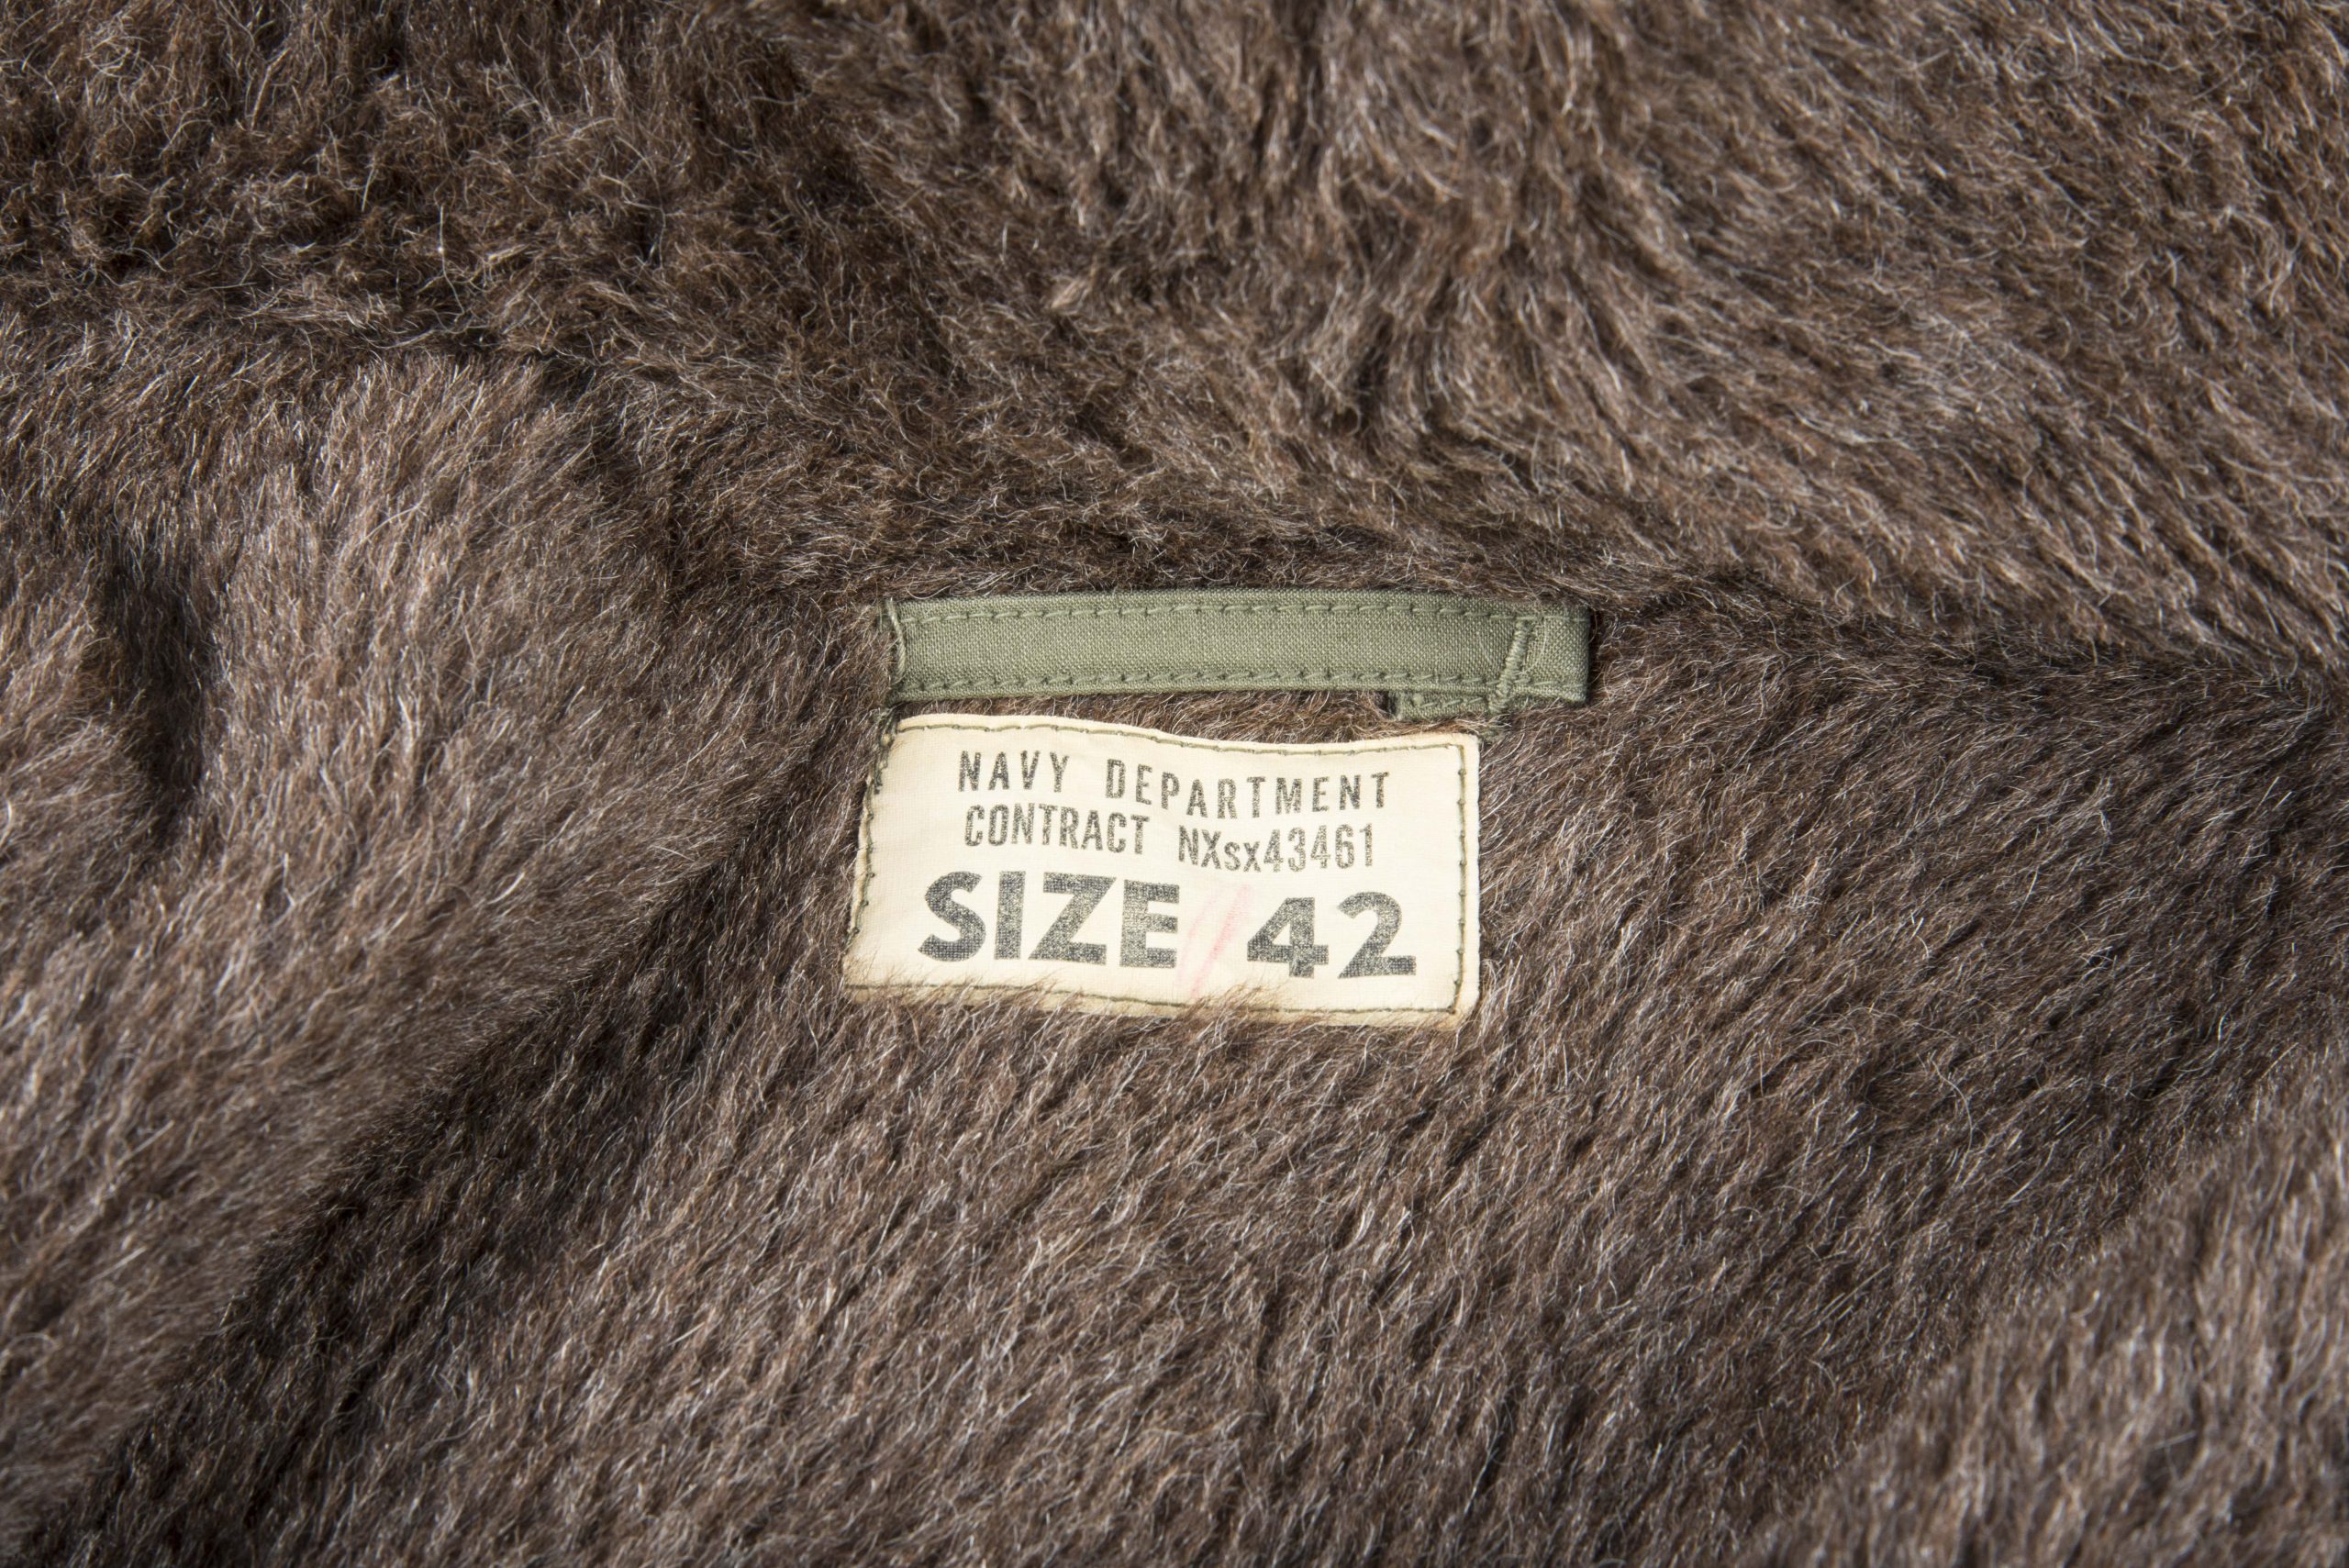 NAVY DEPARTMENT
CONTRACT NXsx43461
SIZE 42